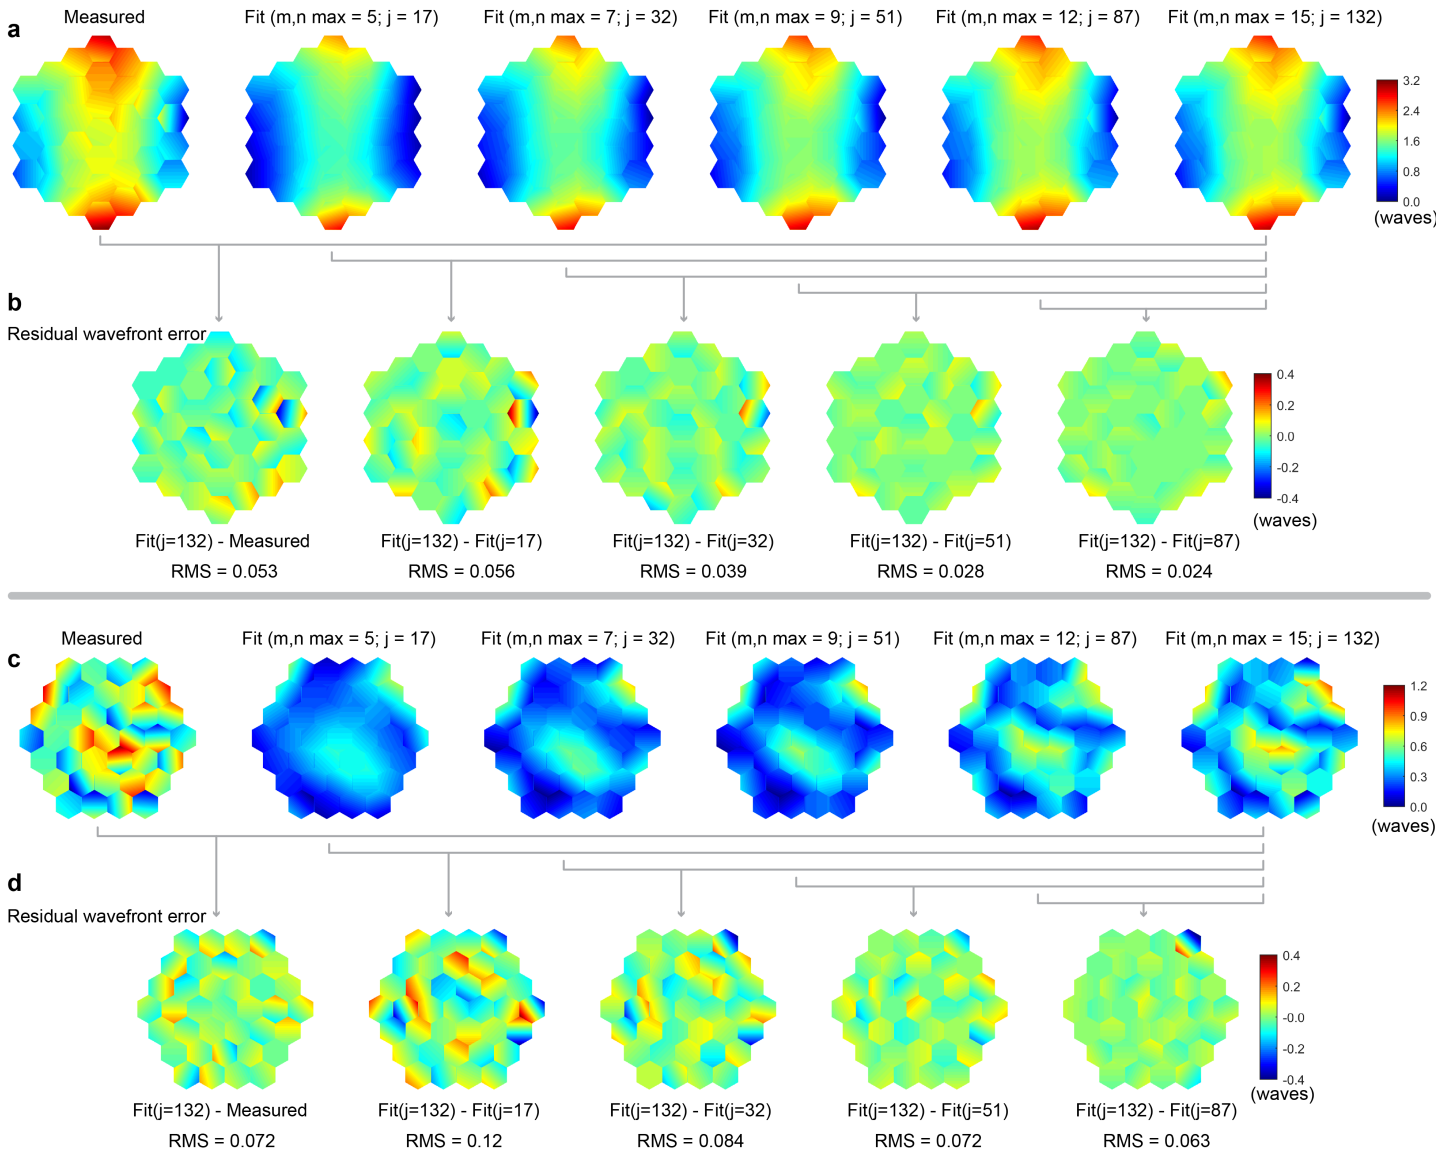 a
Measured
Fit (m,n max = 5; j = 17)
Fit (m,n max = 7; j = 32)
Fit (m,n max = 9; j = 51)
Fit (m,n max = 12; j = 87)
Fit (m,n max = 15; j = 132)
3.2
2.4
1.6
0.8
0.0
(waves)
b
Residual wavefront error
0.4
0.2
0.0
-0.2
-0.4
(waves)
Fit(j=132) - Measured
RMS = 0.053
Fit(j=132) - Fit(j=17)
RMS = 0.056
Fit(j=132) - Fit(j=32)
RMS = 0.039
Fit(j=132) - Fit(j=51)
RMS = 0.028
Fit(j=132) - Fit(j=87)
RMS = 0.024
c
Measured
Fit (m,n max = 5; j = 17)
Fit (m,n max = 7; j = 32)
Fit (m,n max = 9; j = 51)
Fit (m,n max = 12; j = 87)
Fit (m,n max = 15; j = 132)
1.2
0.9
0.6
0.3
0.0
(waves)
d
Residual wavefront error
0.4
0.2
-0.0
-0.2
-0.4
(waves)
Fit(j=132) - Measured
RMS = 0.072
Fit(j=132) - Fit(j=17)
RMS = 0.12
Fit(j=132) - Fit(j=32)
RMS = 0.084
Fit(j=132) - Fit(j=51)
RMS = 0.072
Fit(j=132) - Fit(j=87)
RMS = 0.063